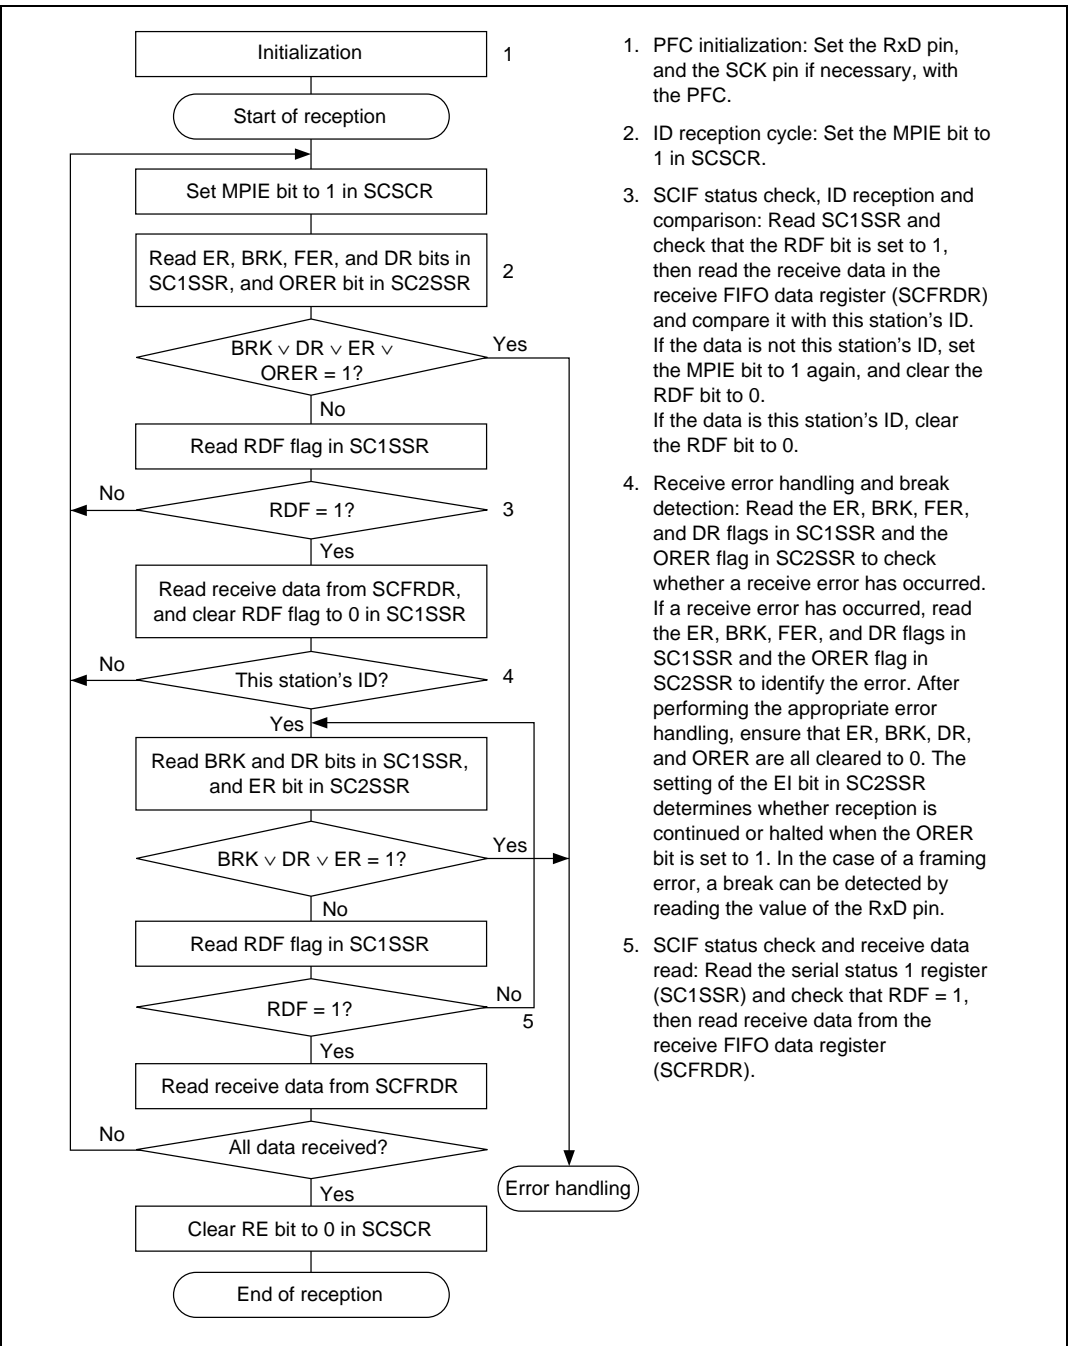 Initialization
1
Start of reception
Set MPIE bit to 1 in SCSCR
Read ER, BRK, FER, and DR bits in
SC1SSR, and ORER bit in SC2SSR
2
BRK ∨ DR ∨ ER ∨
ORER = 1?
Yes
No
Read RDF flag in SC1SSR
No
RDF = 1?
3
Yes
Read receive data from SCFRDR,
and clear RDF flag to 0 in SC1SSR
No
This station's ID?
4
Yes
Read BRK and DR bits in SC1SSR,
and ER bit in SC2SSR
BRK ∨ DR ∨ ER = 1?
Yes
No
Read RDF flag in SC1SSR
RDF = 1?
No
5
Yes
Read receive data from SCFRDR
No
All data received?
Yes
Error handling
Clear RE bit to 0 in SCSCR
End of reception
1. PFC initialization: Set the RxD pin,
and the SCK pin if necessary, with
the PFC.
2. ID reception cycle: Set the MPIE bit to
1 in SCSCR.
3. SCIF status check, ID reception and
comparison: Read SC1SSR and
check that the RDF bit is set to 1,
then read the receive data in the
receive FIFO data register (SCFRDR)
and compare it with this station's ID.
If the data is not this station's ID, set
the MPIE bit to 1 again, and clear the
RDF bit to 0.
If the data is this station's ID, clear
the RDF bit to 0.
4. Receive error handling and break
detection: Read the ER, BRK, FER,
and DR flags in SC1SSR and the
ORER flag in SC2SSR to check
whether a receive error has occurred.
If a receive error has occurred, read
the ER, BRK, FER, and DR flags in
SC1SSR and the ORER flag in
SC2SSR to identify the error. After
performing the appropriate error
handling, ensure that ER, BRK, DR,
and ORER are all cleared to 0. The
setting of the EI bit in SC2SSR
determines whether reception is
continued or halted when the ORER
bit is set to 1. In the case of a framing
error, a break can be detected by
reading the value of the RxD pin.
5. SCIF status check and receive data
read: Read the serial status 1 register
(SC1SSR) and check that RDF = 1,
then read receive data from the
receive FIFO data register
(SCFRDR).